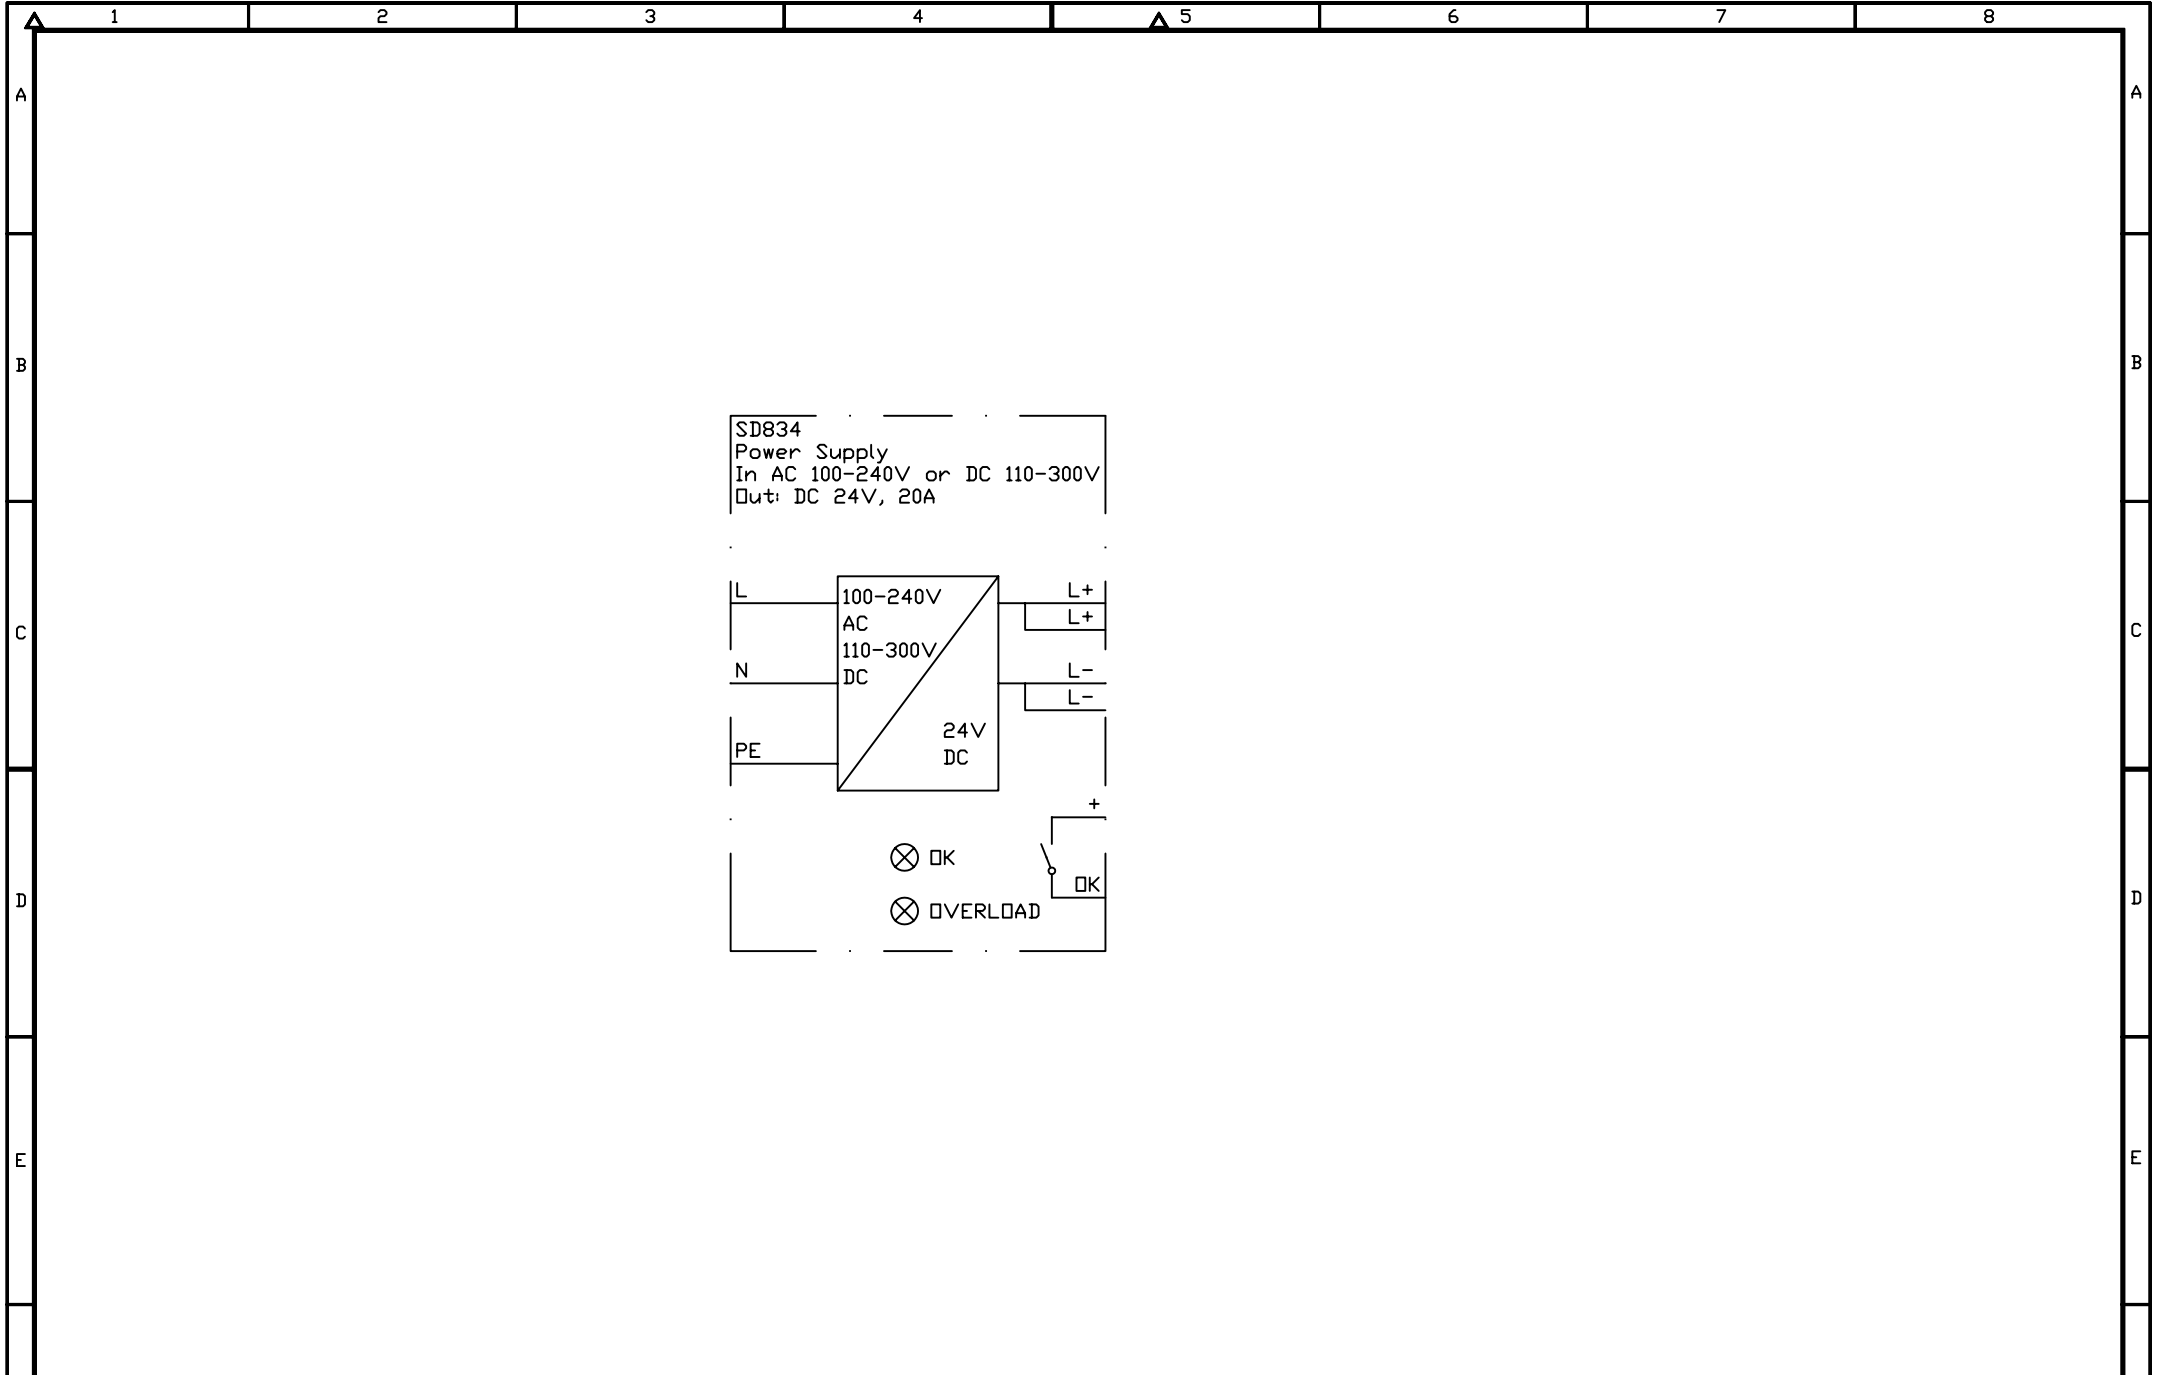 1 2 3 4 5 6 7 8
A A
B B
SD834
Power Supply
In AC 100-240V or DC 110-300V
Out: DC 24V, 20A
L 100-240V L+
AC L+
C C
110-300V
N DC L-
L-
24V
PE DC
+
OK
OK
D D
OVERLOAD
E E